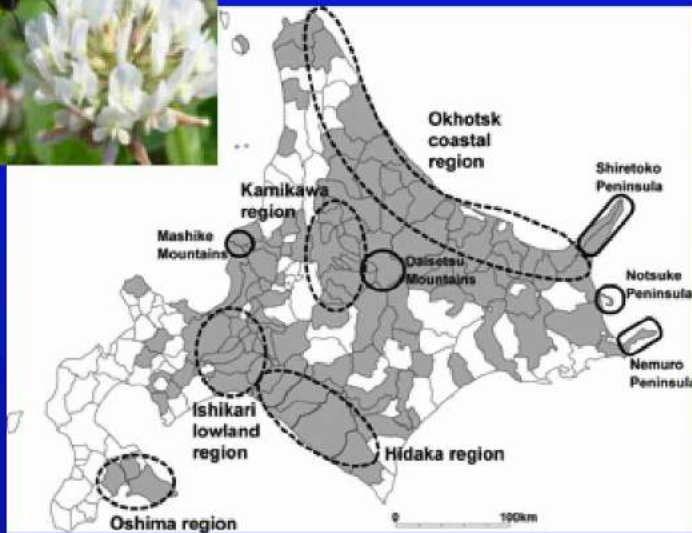 Okhotsk
coastal
region
Shiretoko
Peninsula
Kamikawa
region
Mashike
Mountains
Daisetsu
Mountains
Notsuke
Peninsula
Nemuro
Peninsula
Ishikari
lowland
region
Hidaka region
Oshima region
0 100km